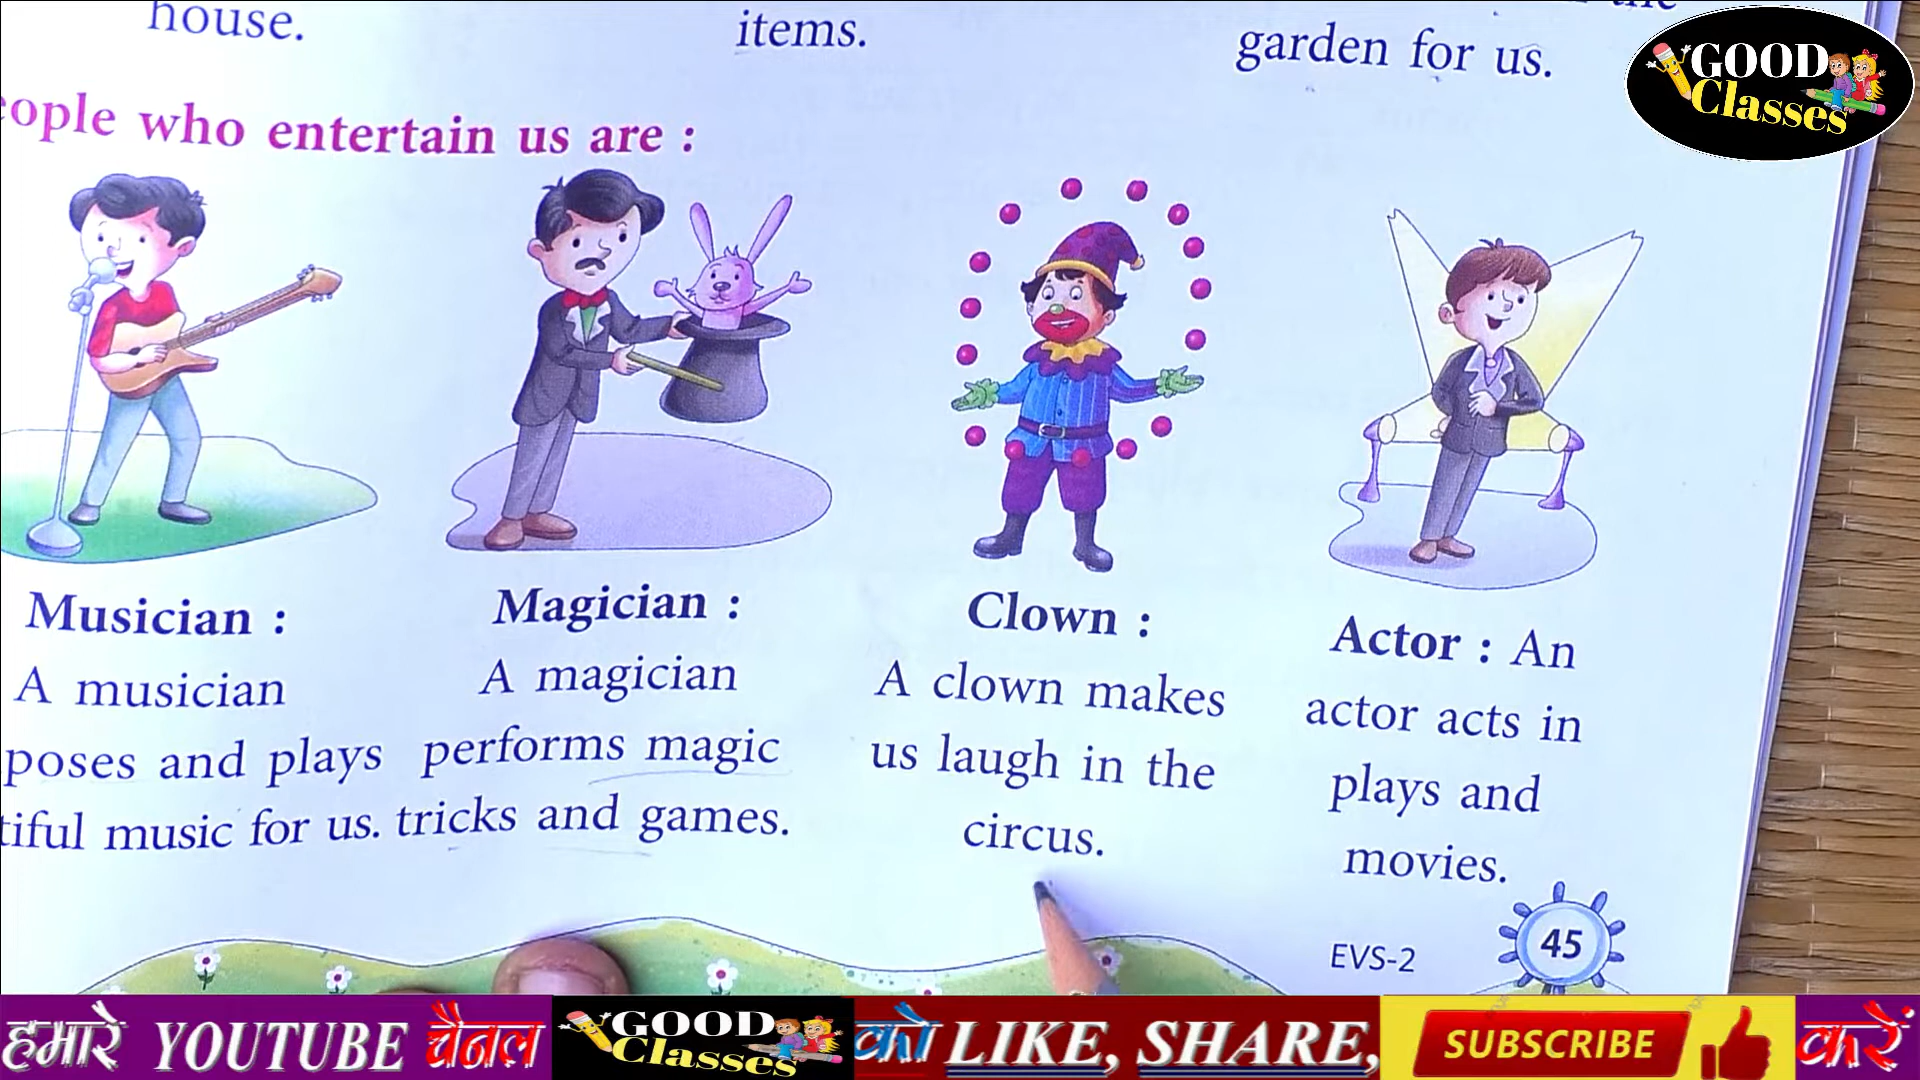 house.
items.
garden for us.
GOOD
Classes
ople who entertain us are :
Musician :
A musician
poses and plays
tiful music for us.
Magician :
A magician
performs magic
tricks and games.
Clown :
A clown makes
us laugh in the
circus.
Actor : An
actor acts in
plays and
movies.
EVS-2
45
हमारे YOUTUBE चैनल GOOD Classes को LIKE, SHARE, SUBSCRIBE करें